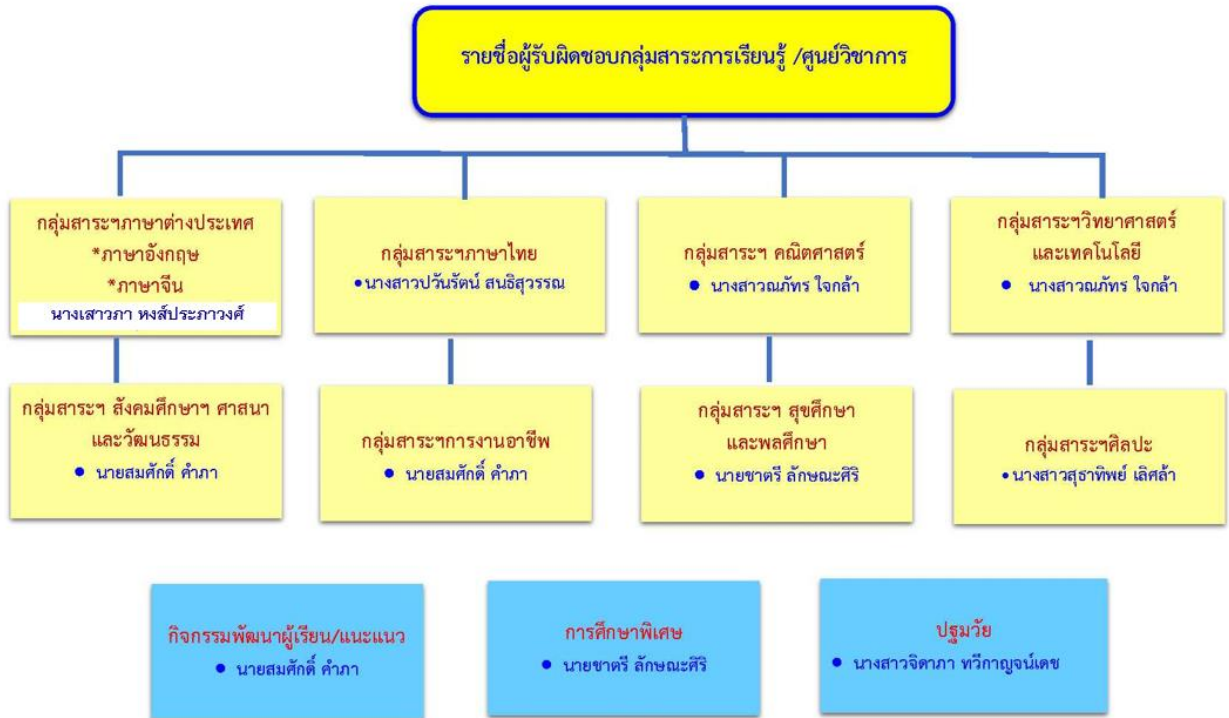 รายชื่อผู้รับผิดชอบกลุ่มสาระการเรียนรู้ /ศูนย์วิชาการ
กลุ่มสาระฯภาษาต่างประเทศ
*ภาษาอังกฤษ
*ภาษาจีน
นางเสาวภา หงส์ประภาวงศ์
กลุ่มสาระฯภาษาไทย
•นางสาวปวันรัตน์ สนธิสุวรรณ
กลุ่มสาระฯ คณิตศาสตร์
• นางสาวณภัทร ใจกล้า
กลุ่มสาระฯวิทยาศาสตร์
และเทคโนโลยี
• นางสาวณภัทร ใจกล้า
กลุ่มสาระฯ สังคมศึกษาฯ ศาสนา
และวัฒนธรรม
• นายสมศักดิ์ คำภา
กลุ่มสาระฯการงานอาชีพ
• นายสมศักดิ์ คำภา
กลุ่มสาระฯ สุขศึกษา
และพลศึกษา
• นายชาตรี ลักษณะศิริ
กลุ่มสาระฯศิลปะ
•นางสาวสุธาทิพย์ เลิศล้า
กิจกรรมพัฒนาผู้เรียน/แนะแนว
• นายสมศักดิ์ คำภา
การศึกษาพิเศษ
• นายชาตรี ลักษณะศิริ
ปฐมวัย
• นางสาวจิดาภา ทวีกาญจน์เดช